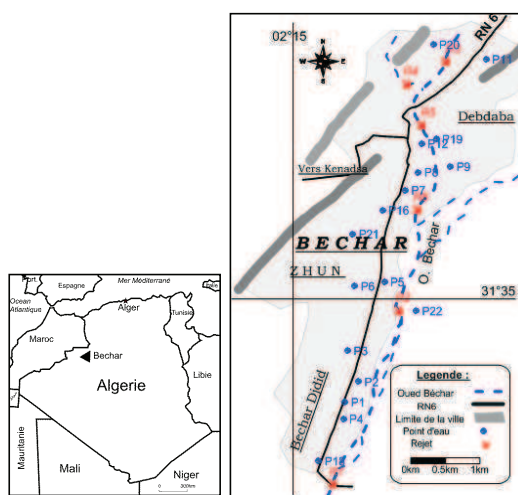 Port.
Espagne
Mer Méditerrané
Ocean
Atlantique
Alger
Tunisie
Maroc
Bechar
Algerie
Libie
Mauritanie
Mali
Niger
0 300km
02°15
RN 6
N
W E
S
P20
P11
Debdaba
P19
P12
Vers Kenadsa
P8
P9
P7
P16
P21
BECHAR
O. Bechar
ZHUN
P5
P6
31°35
P22
P3
P2
P1
P4
Bechar Djdid
Legende :
Oued Béchar
RN6
Limite de la ville
Point d'eau
Rejet
0km 0.5km 1km